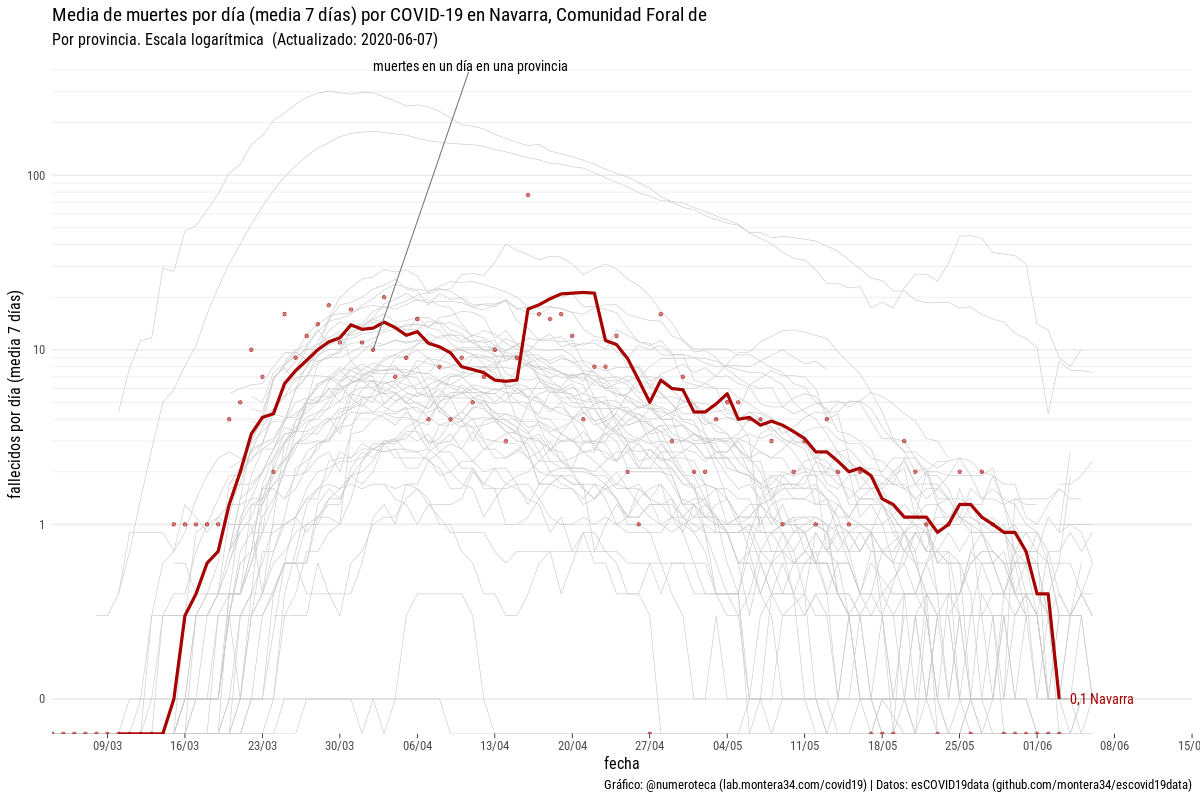 Media de muertes por día (media 7 días) por COVID-19 en Navarra, Comunidad Foral de
Por provincia. Escala logarítmica (Actualizado: 2020-06-07)
muertes en un día en una provincia
fallecidos por día (media 7 días)
100
10
1
0
0,1 Navarra
09/03
16/03
23/03
30/03
06/04
13/04
20/04
27/04
04/05
11/05
18/05
25/05
01/06
08/06
15/0
fecha
Gráfico: @numeroteca (lab.montera34.com/covid19) | Datos: esCOVID19data (github.com/montera34/escovid19data)